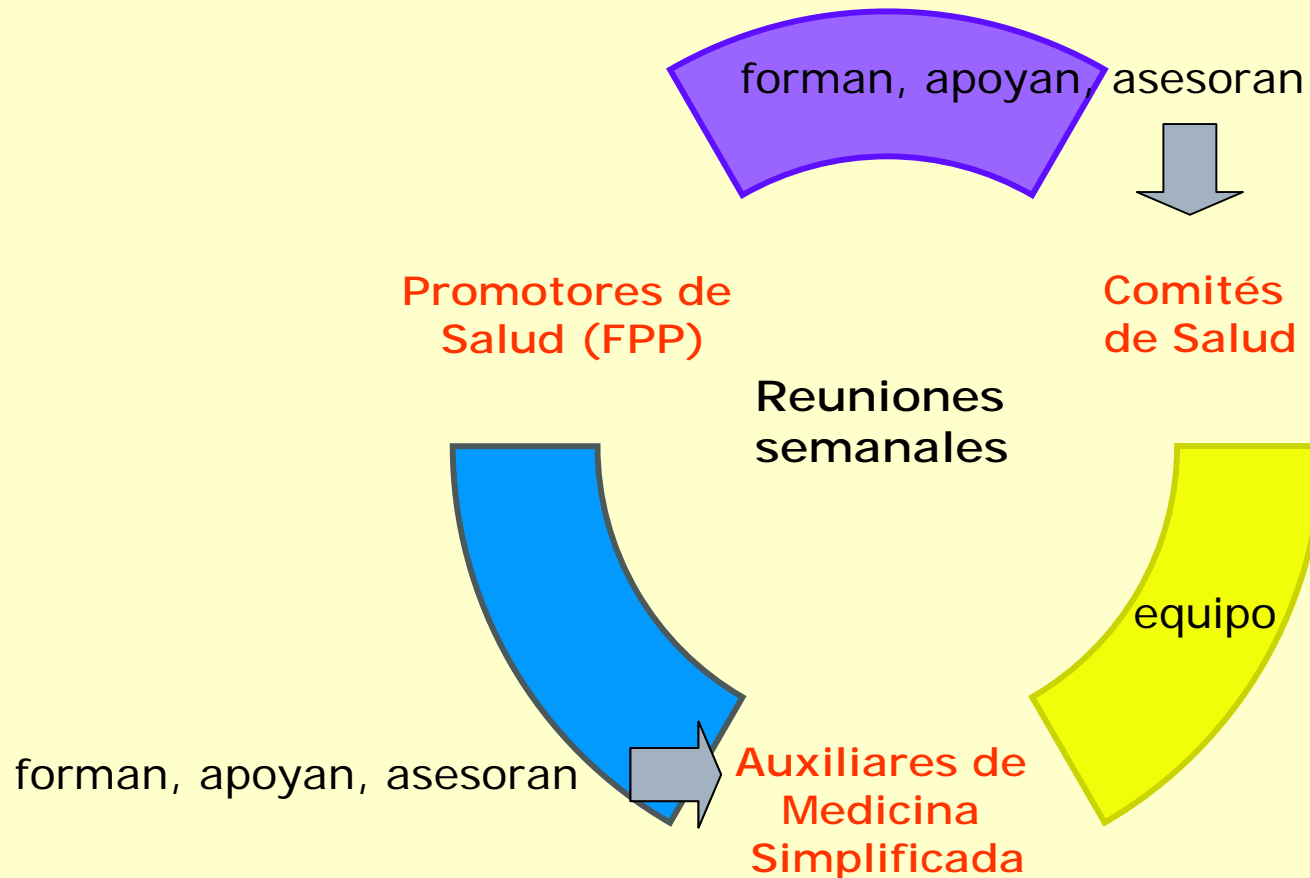 forman, apoyan, asesoran
Promotores de
Salud (FPP)
Comités
de Salud
Reuniones
semanales
equipo
forman, apoyan, asesoran
Auxiliares de
Medicina
Simplificada